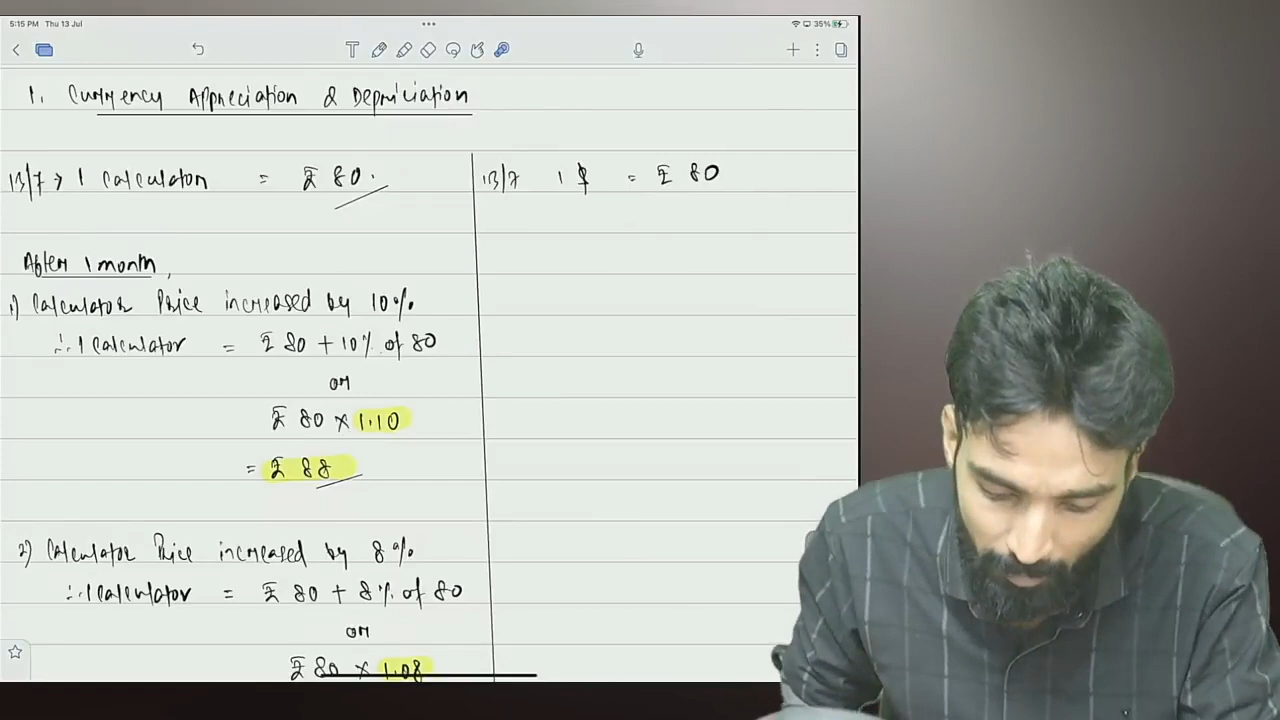 5:15 PM Thu 13 Jul
35%
1. Currency Appreciation & Depriciation
13/7 → 1 Calculator = ₹ 80.
13/7 1 $ = ₹ 80
After 1 month,
1) Calculator Price increased by 10%
∴ 1 Calculator = ₹ 80 + 10% of 80
or
₹ 80 × 1.10
= ₹ 88
2) Calculator Price increased by 8%
∴ 1 Calculator = ₹ 80 + 8% of 80
or
₹ 80 × 1.08